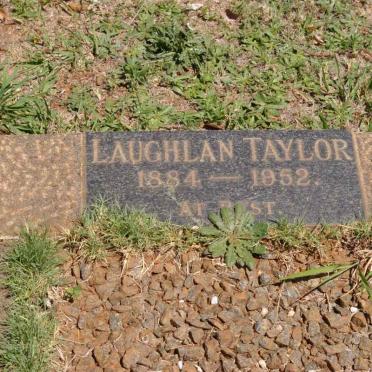 LAUGHLAN TAYLOR
1884 — 1952.
AT REST